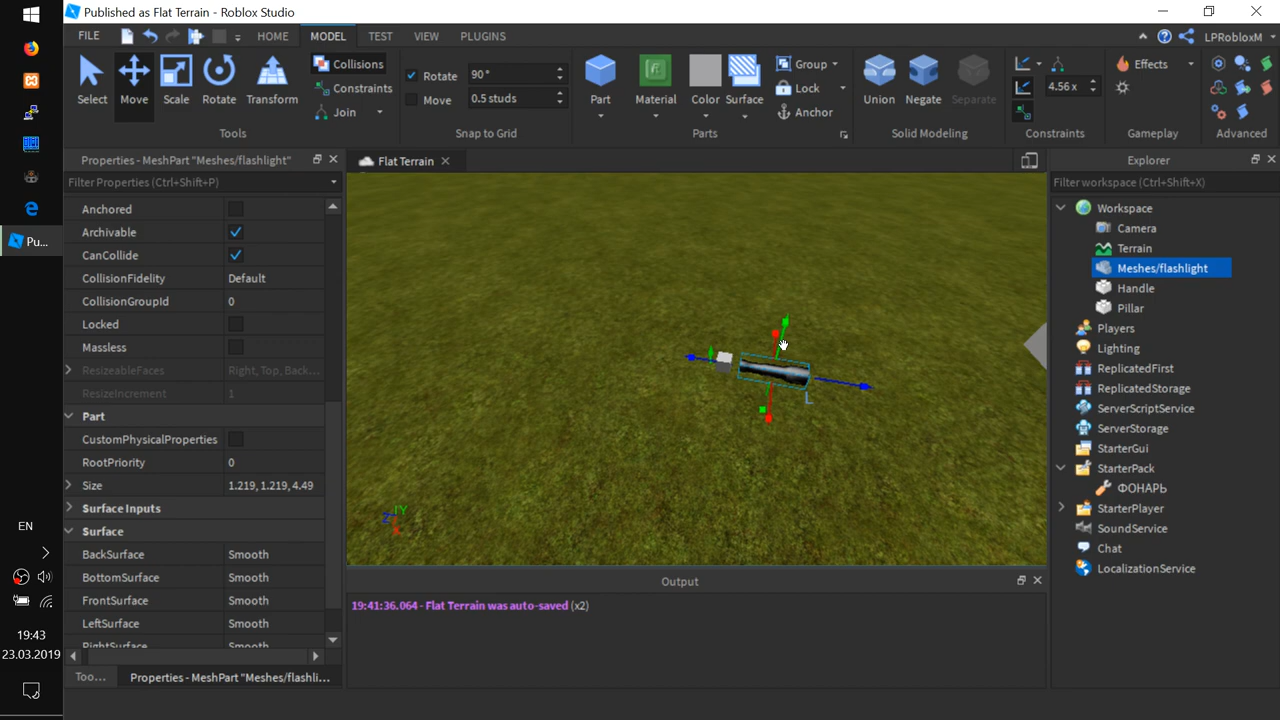 Published as Flat Terrain - Roblox Studio
FILE HOME MODEL TEST VIEW PLUGINS LPRobloxM
Select Move Scale Rotate Transform
Collisions
Constraints
Join
Tools
Rotate 90°
Move 0.5 studs
Snap to Grid
Part Material Color Surface
Group
Lock
Anchor
Parts
Union Negate Separate
Solid Modeling
4.56x
Constraints
Effects
Gameplay
Advanced
Properties - MeshPart "Meshes/flashlight"
Filter Properties (Ctrl+Shift+P)
Anchored
Archivable
CanCollide
CollisionFidelity Default
CollisionGroupId 0
Locked
Massless
ResizeableFaces Right, Top, Back...
ResizeIncrement 1
Part
CustomPhysicalProperties
RootPriority 0
Size 1.219, 1.219, 4.49
Surface Inputs
Surface
BackSurface Smooth
BottomSurface Smooth
FrontSurface Smooth
LeftSurface Smooth
RightSurface Smooth
Too... Properties - MeshPart "Meshes/flashli...
Flat Terrain
L
Z Y
Output
19:41:36.064 - Flat Terrain was auto-saved (x2)
Explorer
Filter workspace (Ctrl+Shift+X)
Workspace
Camera
Terrain
Meshes/flashlight
Handle
Pillar
Players
Lighting
ReplicatedFirst
ReplicatedStorage
ServerScriptService
ServerStorage
StarterGui
StarterPack
ФОНАРЬ
StarterPlayer
SoundService
Chat
LocalizationService
Pu...
EN
19:43
23.03.2019